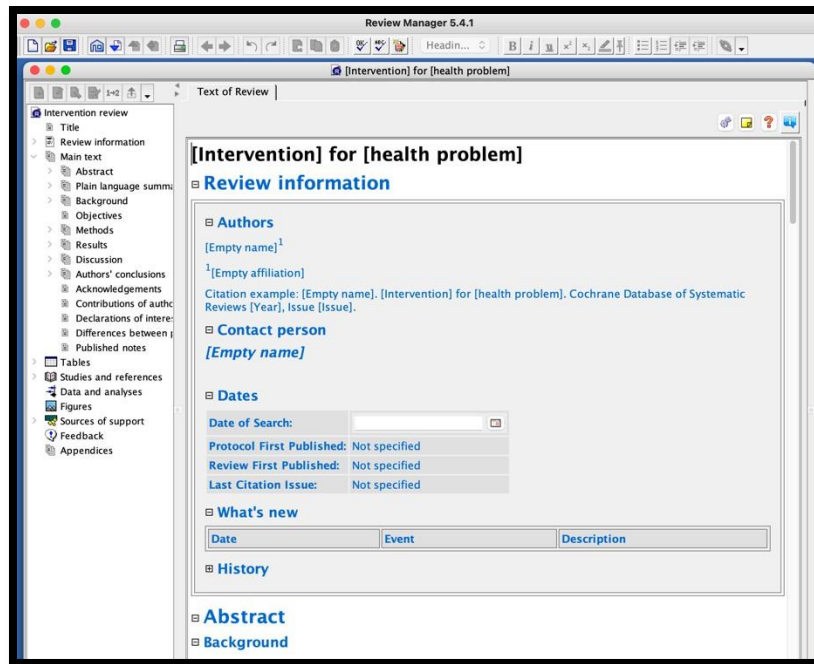 Review Manager 5.4.1
Headin...
B i u x² x₂
[Intervention] for [health problem]
Text of Review
Intervention review
Title
Review information
Main text
Abstract
Plain language summa
Background
Objectives
Methods
Results
Discussion
Authors' conclusions
Acknowledgements
Contributions of autho
Declarations of interes
Differences between p
Published notes
Tables
Studies and references
Data and analyses
Figures
Sources of support
Feedback
Appendices
[Intervention] for [health problem]
Review information
Authors
[Empty name]¹
¹[Empty affiliation]
Citation example: [Empty name]. [Intervention] for [health problem]. Cochrane Database of Systematic
Reviews [Year], Issue [Issue].
Contact person
[Empty name]
Dates
Date of Search:
Protocol First Published: Not specified
Review First Published: Not specified
Last Citation Issue: Not specified
What's new
Date Event Description
History
Abstract
Background